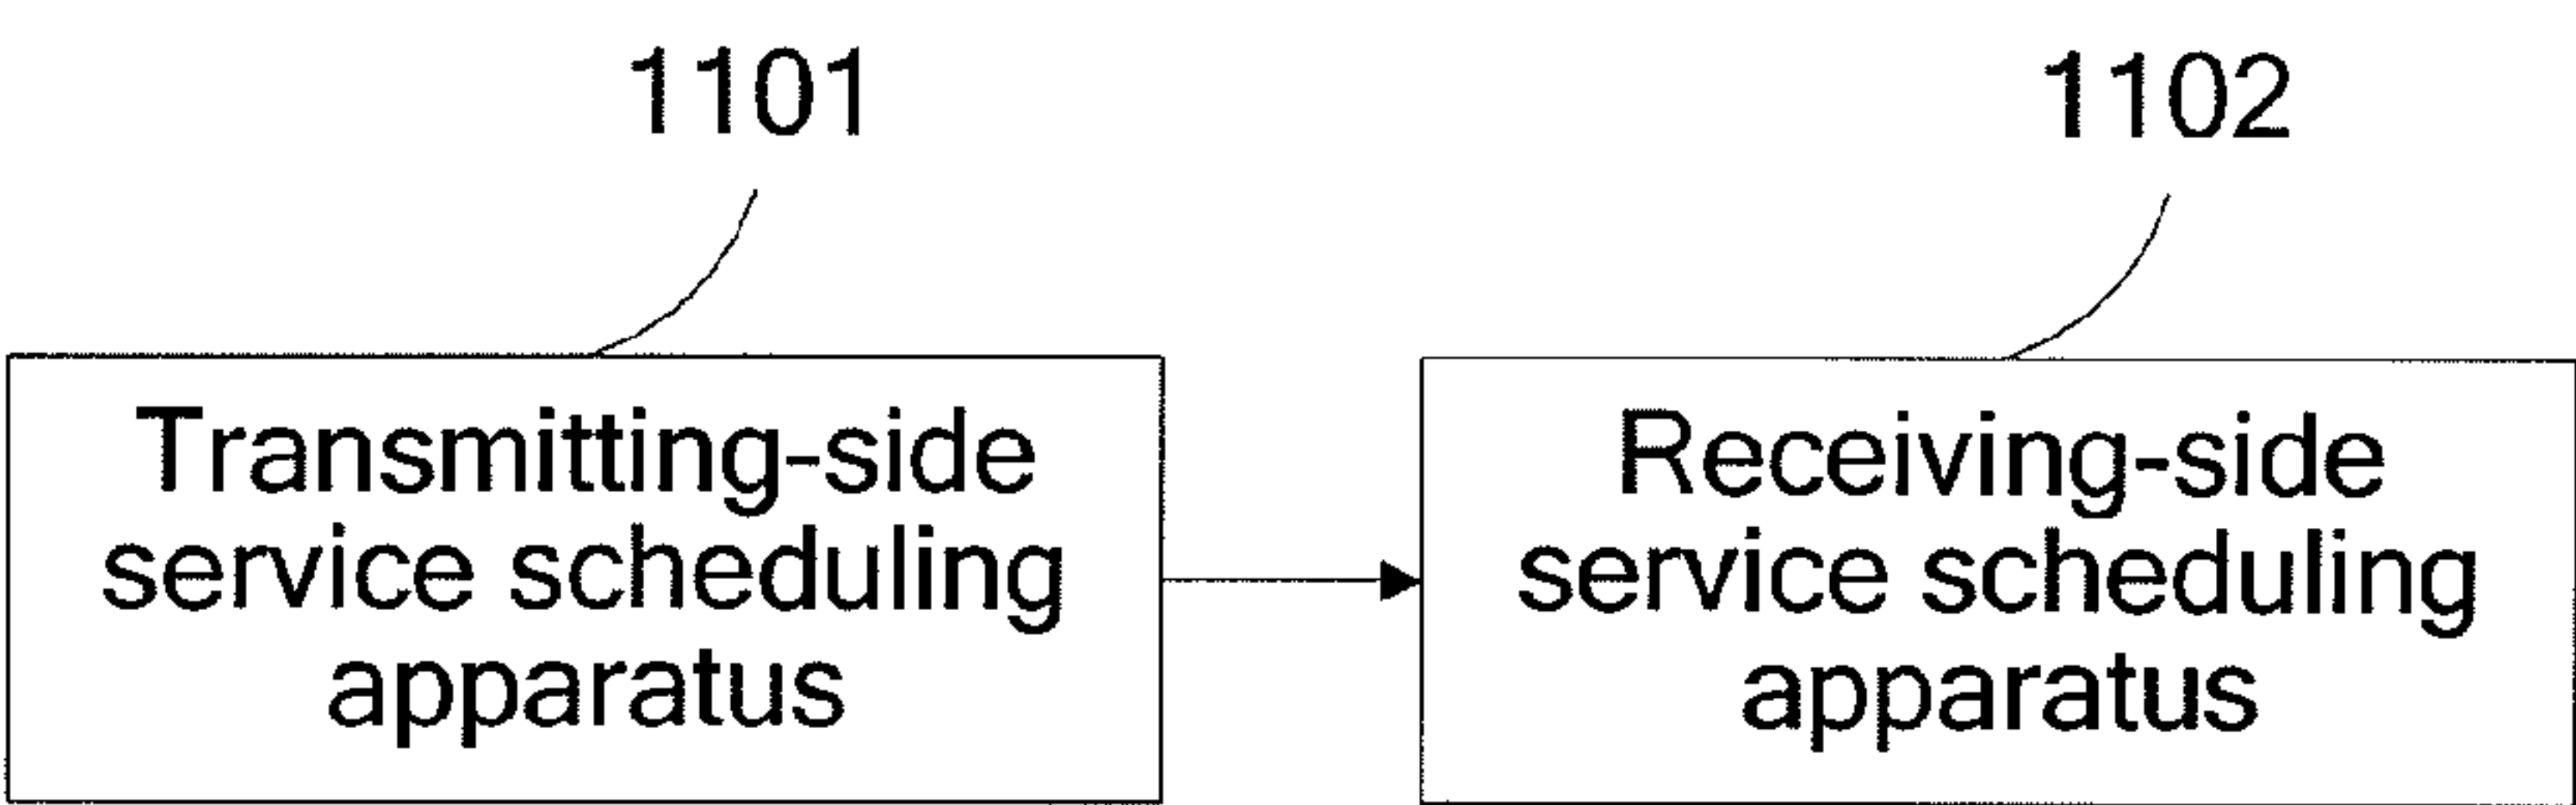 1101
1102
Transmitting-side
service scheduling
apparatus
Receiving-side
service scheduling
apparatus